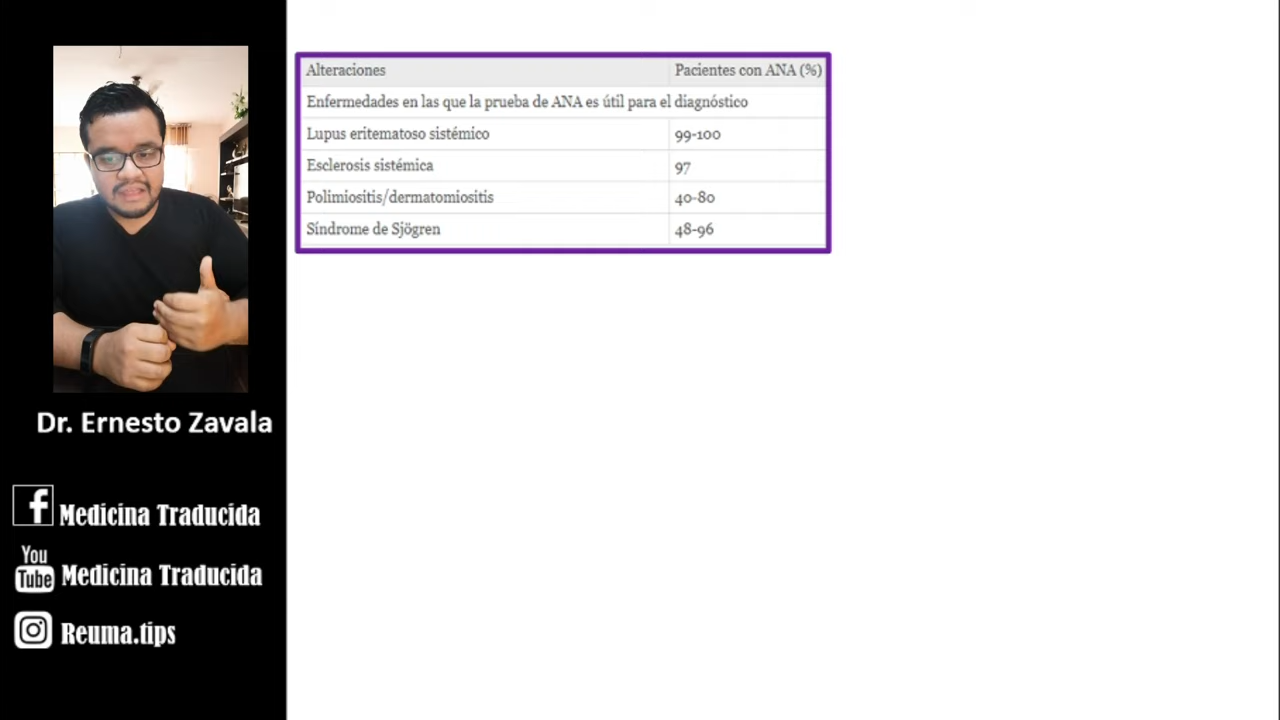 Alteraciones Pacientes con ANA (%)
Enfermedades en las que la prueba de ANA es útil para el diagnóstico
Lupus eritematoso sistémico 99-100
Esclerosis sistémica 97
Polimiositis/dermatomiositis 40-80
Síndrome de Sjögren 48-96
Dr. Ernesto Zavala
f Medicina Traducida
You Tube Medicina Traducida
Reuma.tips